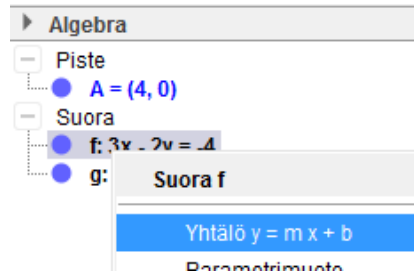 Algebra
Piste
A = (4, 0)
Suora
f: 3x - 2y = -4
g:
Suora f
Yhtälö y = m x + b
Parametrimuoto